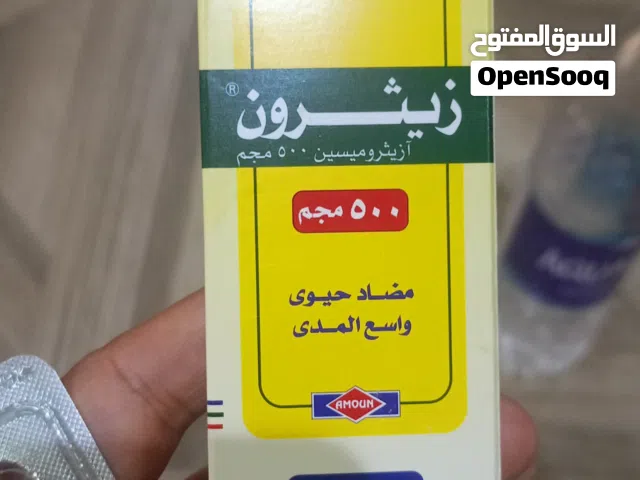 السوق المفتوح
OpenSooq
زيثرون®
آزيثروميسين ٥٠٠ مجم
٥٠٠ مجم
مضاد حيوى
واسع المدى
AMOUN